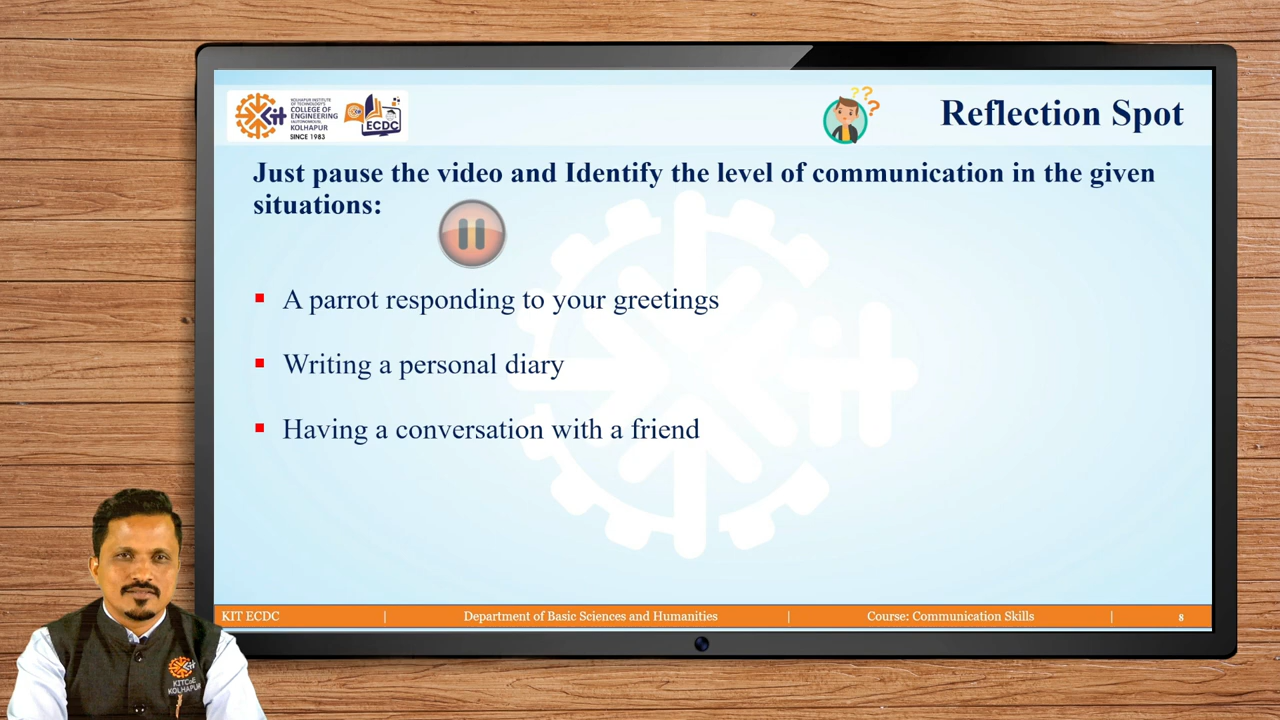 KOLHAPUR INSTITUTE
OF TECHNOLOGY'S
COLLEGE OF
ENGINEERING
(AUTONOMOUS),
KOLHAPUR
SINCE 1983
Kit
ECDC
Reflection Spot
Just pause the video and Identify the level of communication in the given
situations:
A parrot responding to your greetings
Writing a personal diary
Having a conversation with a friend
KIT ECDC | Department of Basic Sciences and Humanities | Course: Communication Skills | 8
Kit
KITCoE
KOLHAPUR